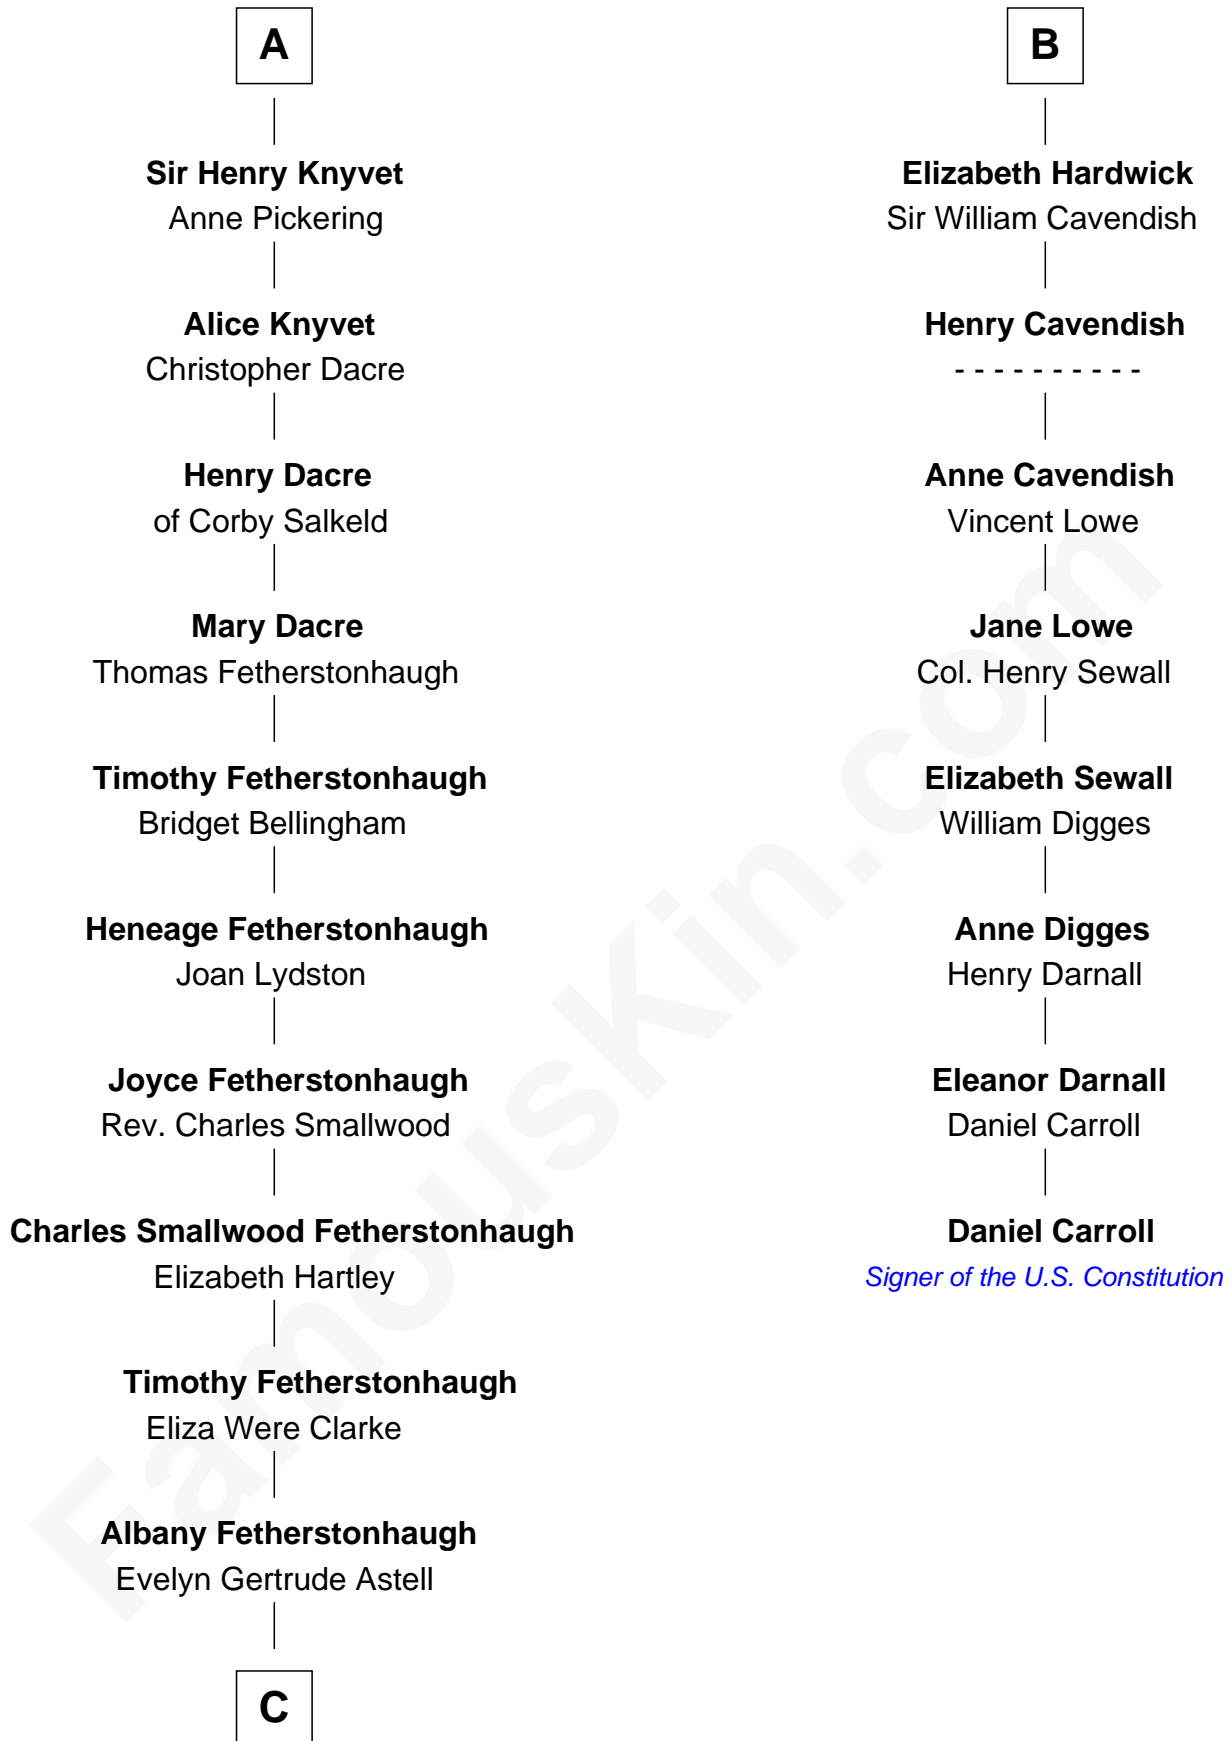 A
Sir Henry Knyvet
Anne Pickering
Alice Knyvet
Christopher Dacre
Henry Dacre
of Corby Salkeld
Mary Dacre
Thomas Fetherstonhaugh
Timothy Fetherstonhaugh
Bridget Bellingham
Heneage Fetherstonhaugh
Joan Lydston
Joyce Fetherstonhaugh
Rev. Charles Smallwood
Charles Smallwood Fetherstonhaugh
Elizabeth Hartley
Timothy Fetherstonhaugh
Eliza Were Clarke
Albany Fetherstonhaugh
Evelyn Gertrude Astell
C
B
Elizabeth Hardwick
Sir William Cavendish
Henry Cavendish
- - - - - - - - - -
Anne Cavendish
Vincent Lowe
Jane Lowe
Col. Henry Sewall
Elizabeth Sewall
William Digges
Anne Digges
Henry Darnall
Eleanor Darnall
Daniel Carroll
Daniel Carroll
Signer of the U.S. Constitution
FamousKin.com